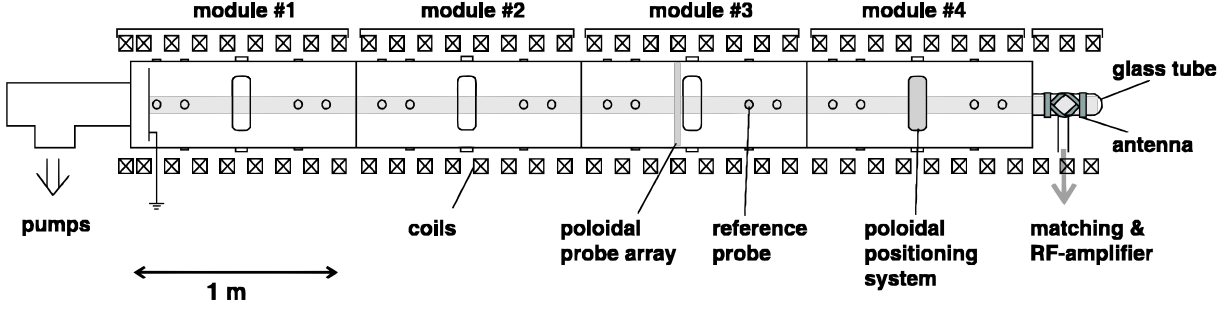 module #1
module #2
module #3
module #4
glass tube
antenna
pumps
coils
poloidal
probe array
reference
probe
poloidal
positioning
system
matching &
RF-amplifier
1 m